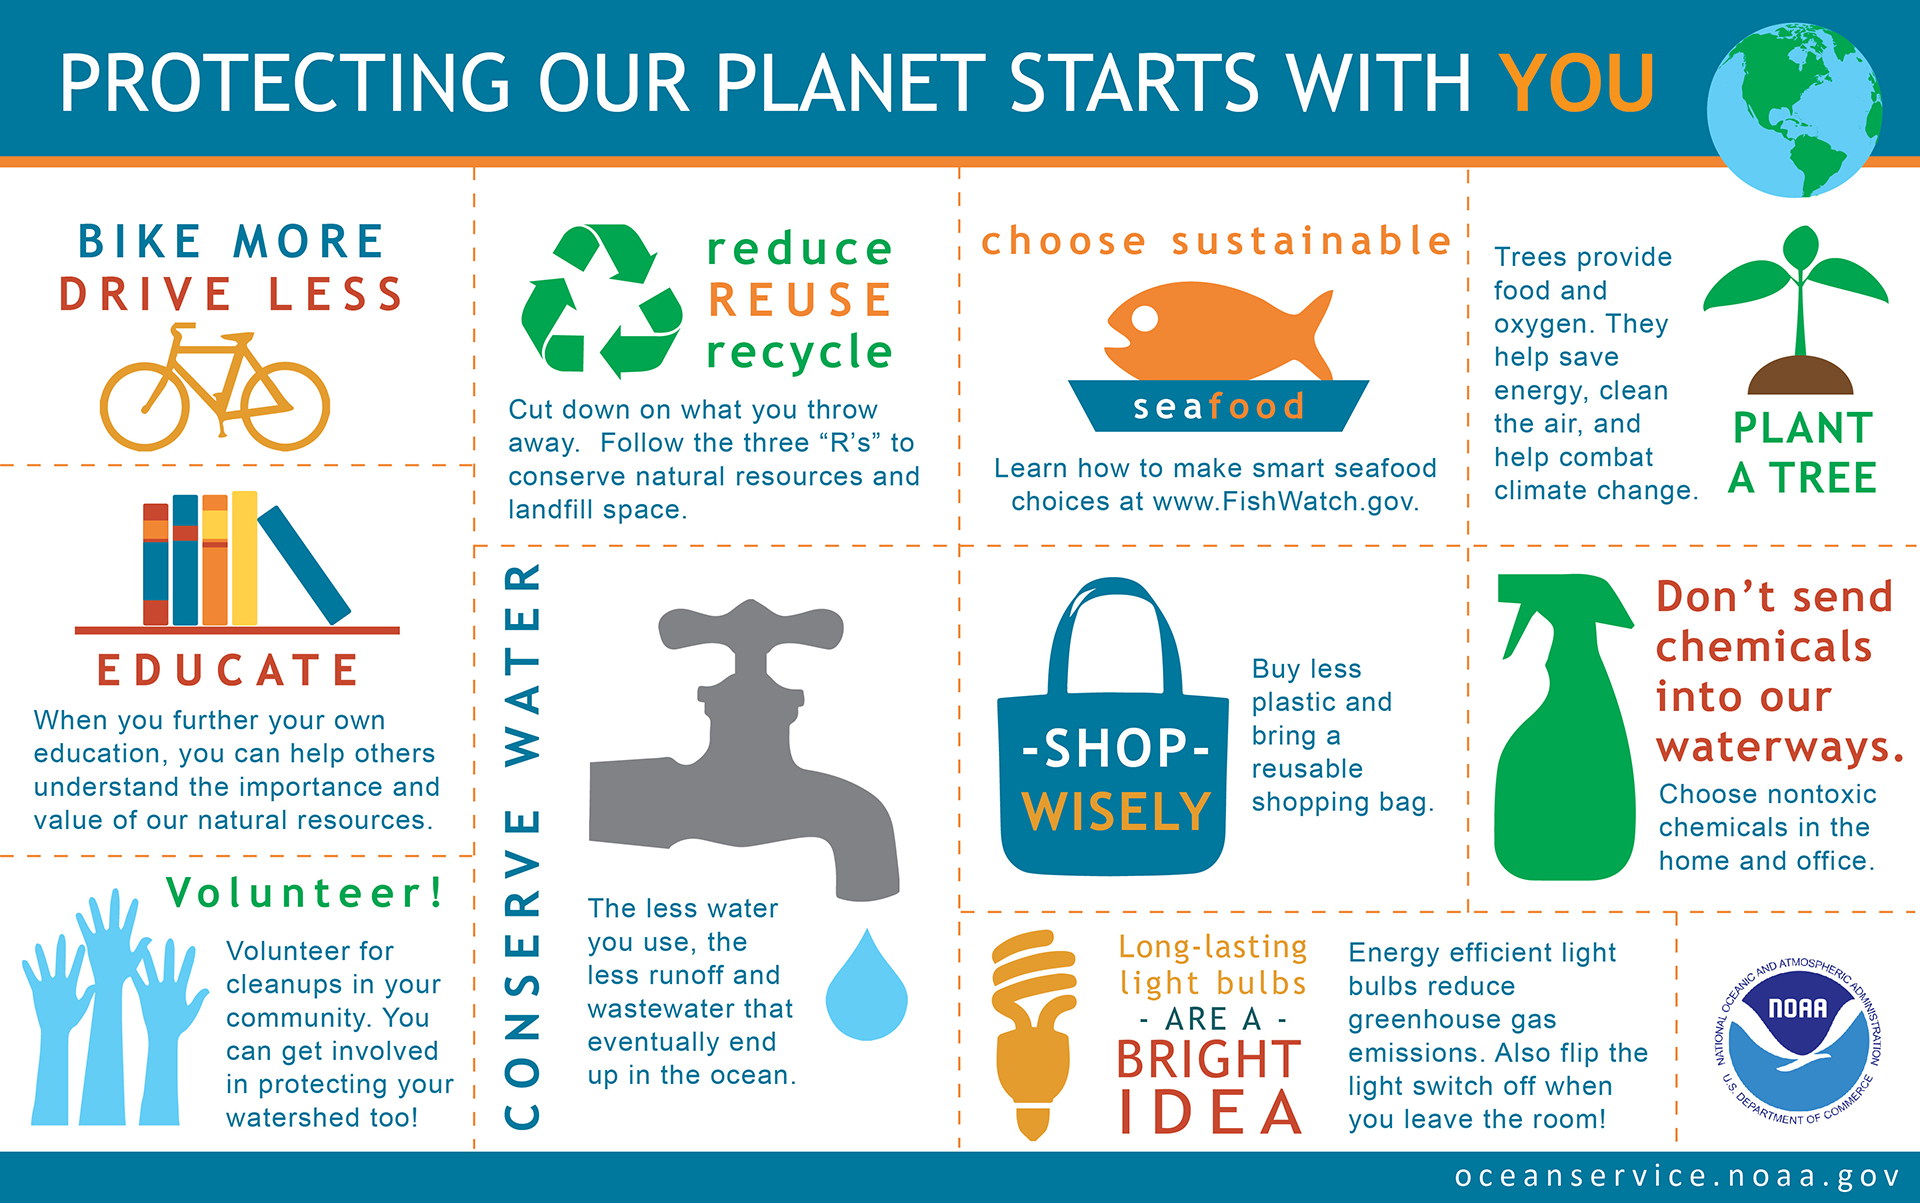 PROTECTING OUR PLANET STARTS WITH YOU
BIKE MORE
DRIVE LESS
reduce
REUSE
recycle
Cut down on what you throw
away.  Follow the three “R’s” to
conserve natural resources and
landfill space.
choose sustainable
seafood
Learn how to make smart seafood
choices at www.FishWatch.gov.
Trees provide
food and
oxygen. They
help save
energy, clean
the air, and
help combat
climate change.
PLANT
A TREE
EDUCATE
When you further your own
education, you can help others
understand the importance and
value of our natural resources.
CONSERVE WATER
The less water
you use, the
less runoff and
wastewater that
eventually end
up in the ocean.
-SHOP-
WISELY
Buy less
plastic and
bring a
reusable
shopping bag.
Don’t send
chemicals
into our
waterways.
Choose nontoxic
chemicals in the
home and office.
Volunteer!
Volunteer for
cleanups in your
community. You
can get involved
in protecting your
watershed too!
Long-lasting
light bulbs
- ARE A -
BRIGHT
IDEA
Energy efficient light
bulbs reduce
greenhouse gas
emissions. Also flip the
light switch off when
you leave the room!
NATIONAL OCEANIC AND ATMOSPHERIC ADMINISTRATION
NOAA
U.S. DEPARTMENT OF COMMERCE
oceanservice.noaa.gov